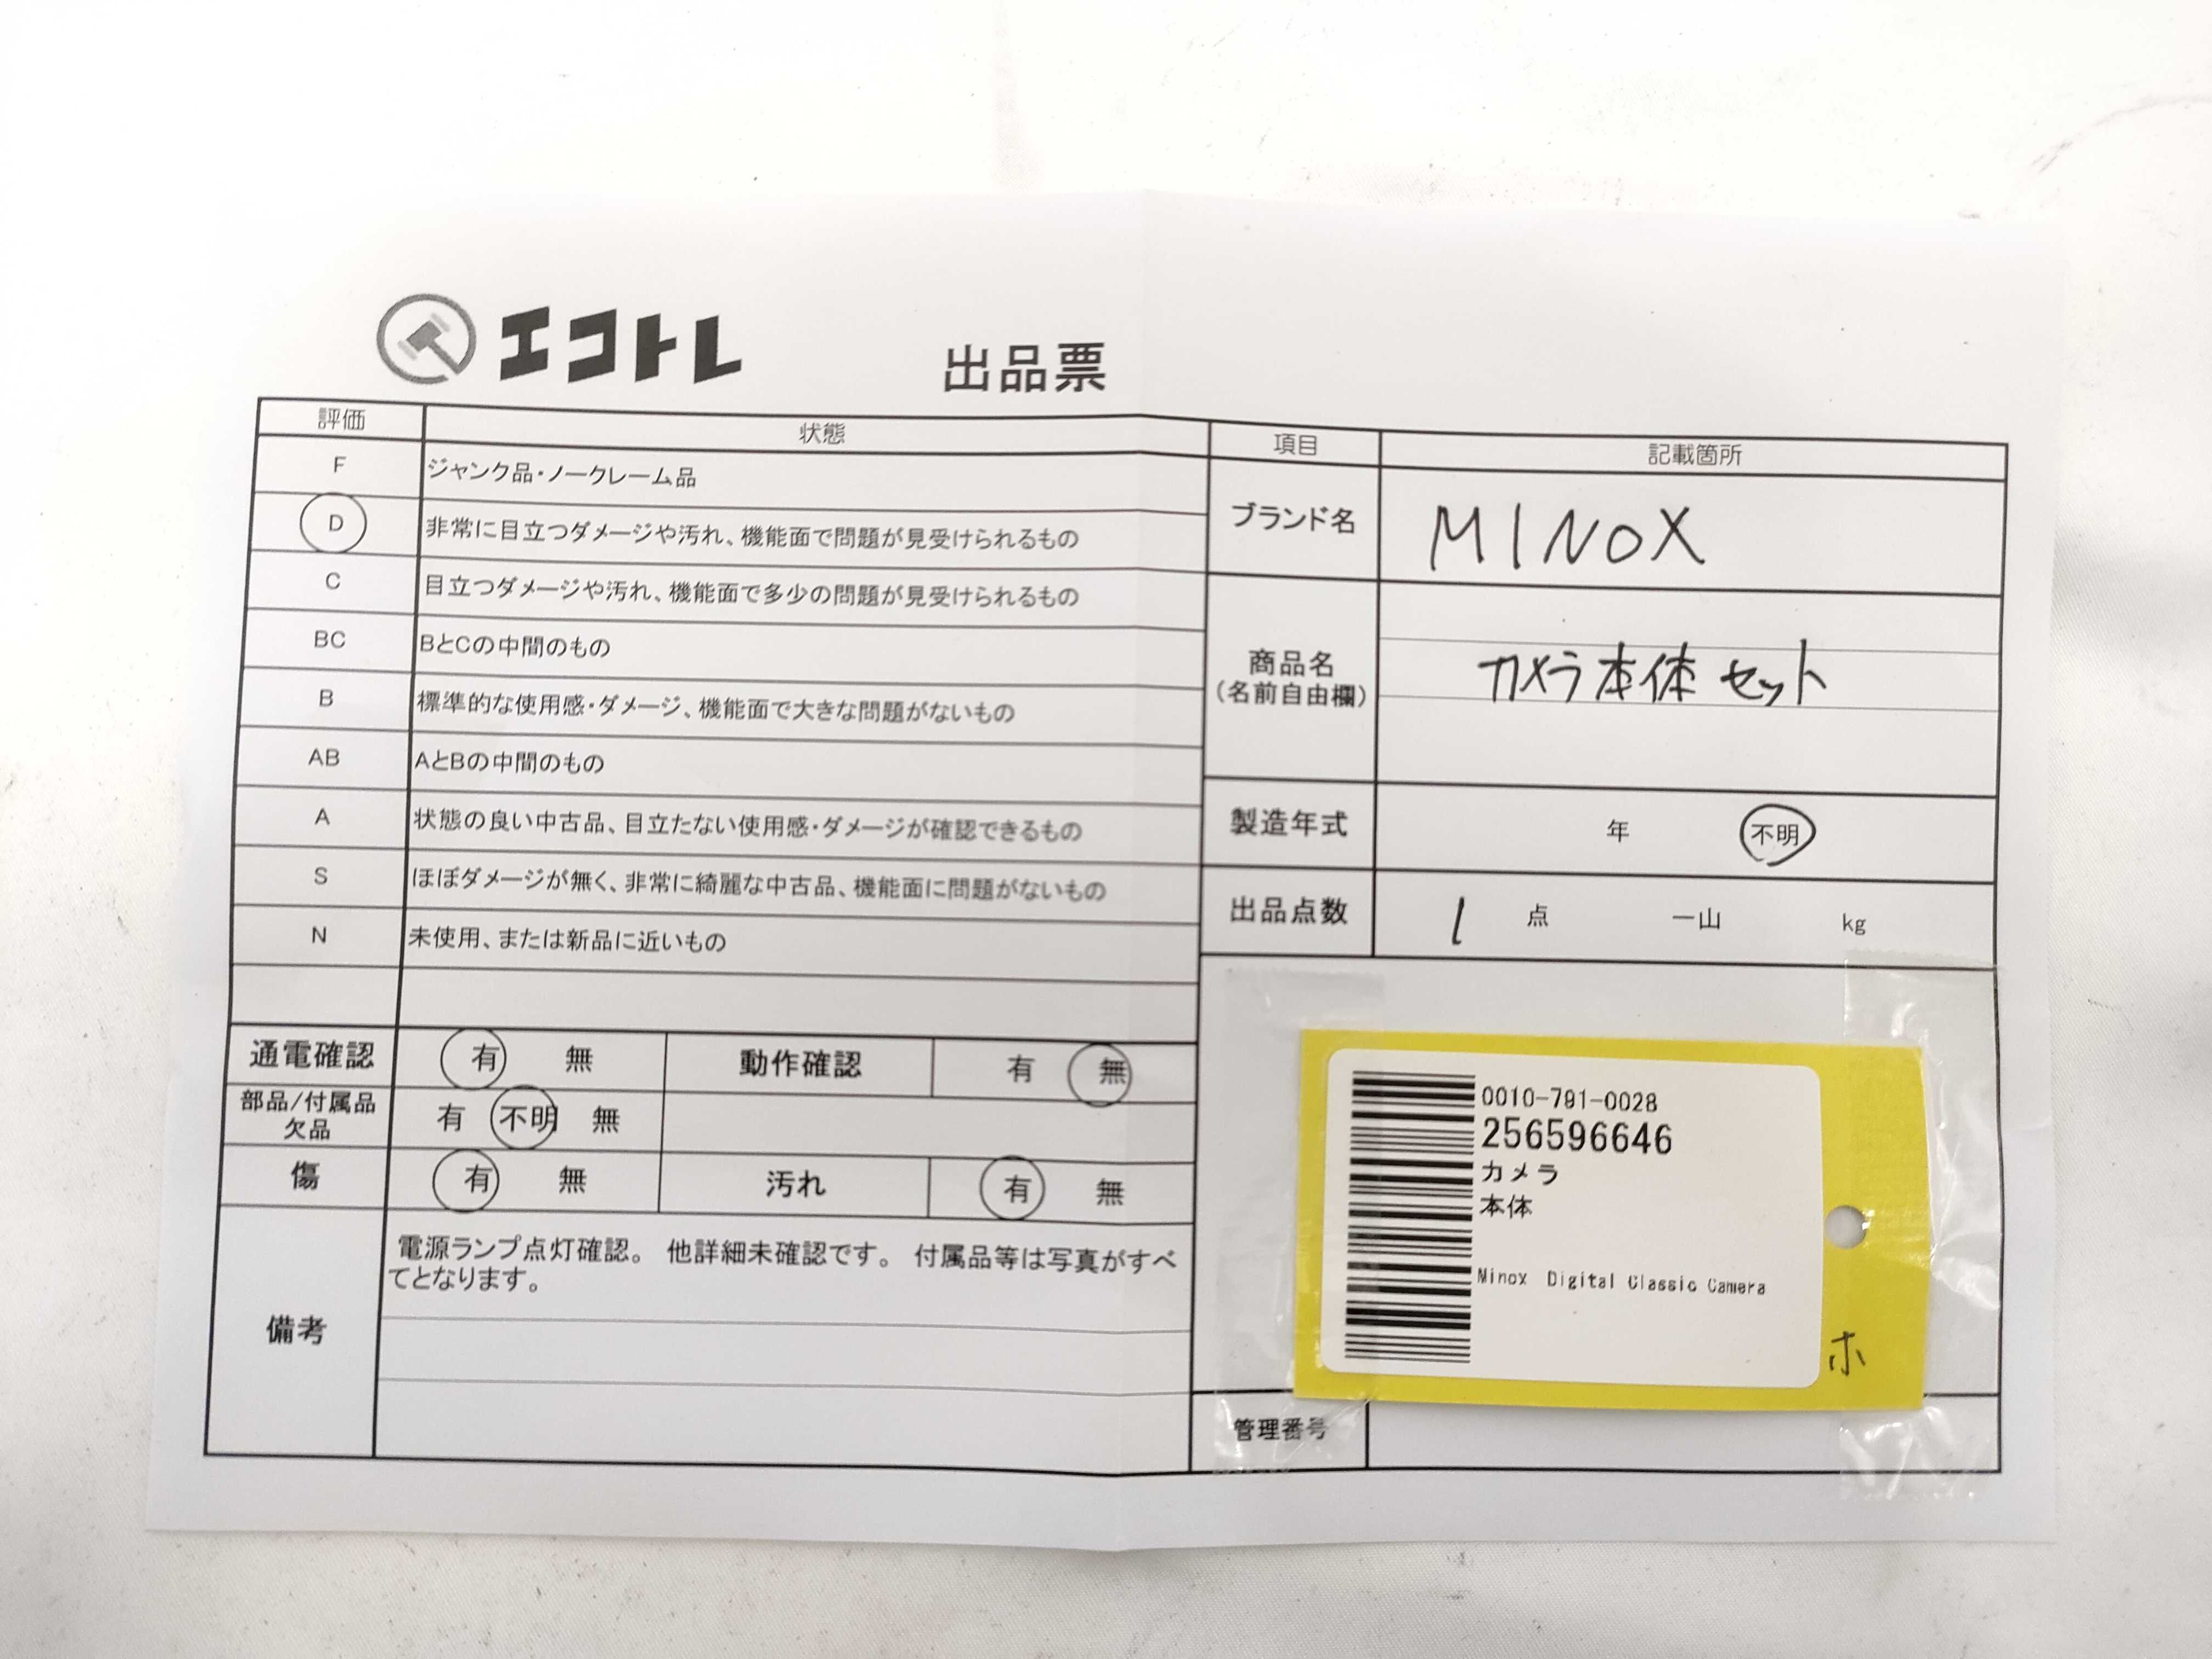 エコトレ
出品票
評価 状態
F ジャンク品・ノークレーム品
D 非常に目立つダメージや汚れ、機能面で問題が見受けられるもの
C 目立つダメージや汚れ、機能面で多少の問題が見受けられるもの
BC BとCの中間のもの
B 標準的な使用感・ダメージ、機能面で大きな問題がないもの
AB AとBの中間のもの
A 状態の良い中古品、目立たない使用感・ダメージが確認できるもの
S ほぼダメージが無く、非常に綺麗な中古品、機能面に問題がないもの
N 未使用、または新品に近いもの
通電確認 有 無 動作確認 有 無
部品/付属品
欠品
有 不明 無
傷 有 無 汚れ 有 無
備考
電源ランプ点灯確認。 他詳細未確認です。 付属品等は写真がすべ
てとなります。
項目 記載箇所
ブランド名 MINOX
商品名
(名前自由欄)
カメラ本体セット
製造年式 年 不明
出品点数 1 点 一山 kg
0010-791-0028
256596646
カメラ
本体
Minox Digital Classic Camera
ホ
管理番号